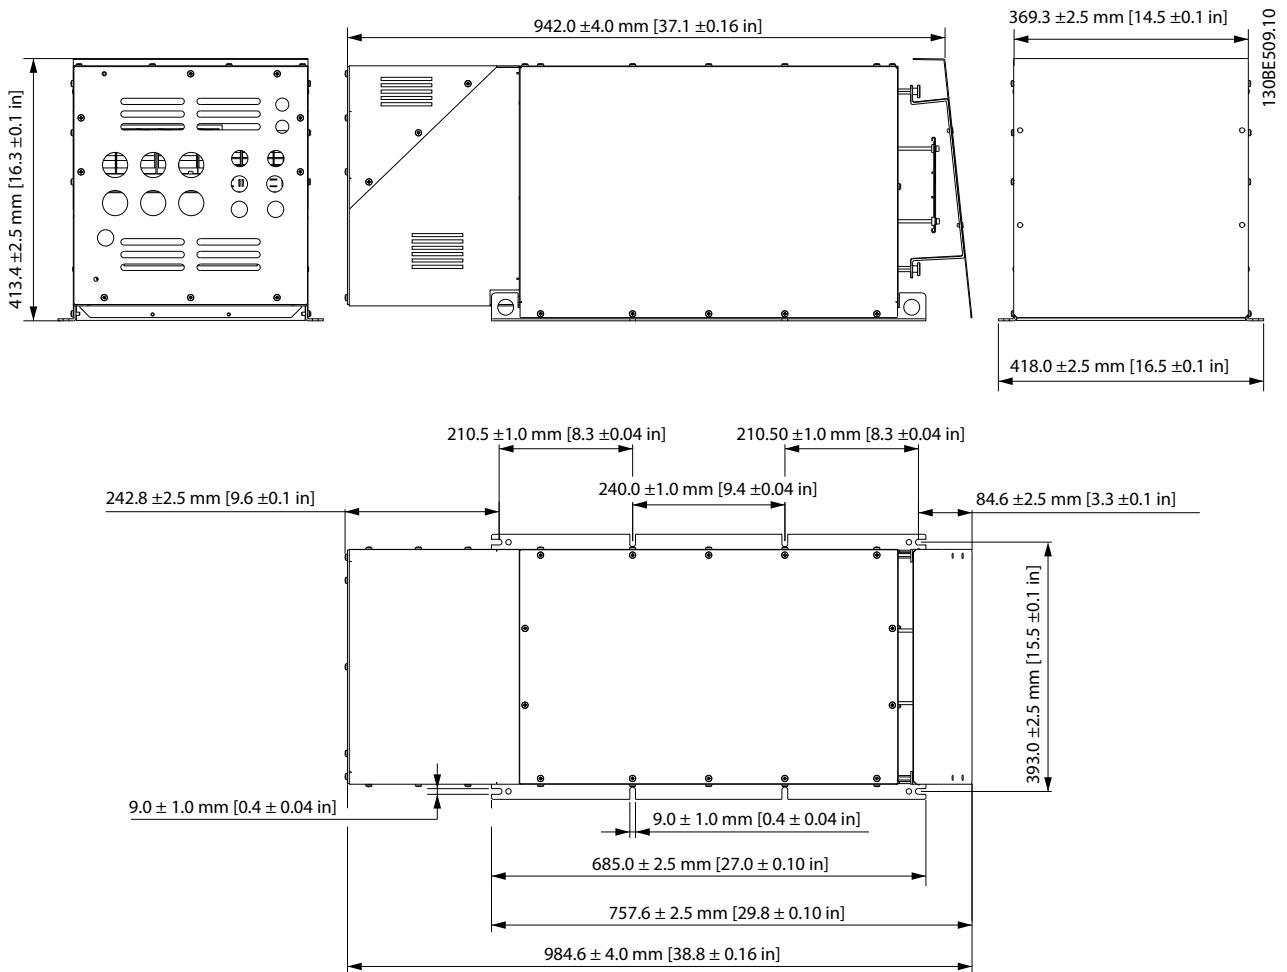 942.0 ±4.0 mm [37.1 ±0.16 in]
369.3 ±2.5 mm [14.5 ±0.1 in]
130BE509.10
413.4 ±2.5 mm [16.3 ±0.1 in]
418.0 ±2.5 mm [16.5 ±0.1 in]
210.5 ±1.0 mm [8.3 ±0.04 in]
210.50 ±1.0 mm [8.3 ±0.04 in]
242.8 ±2.5 mm [9.6 ±0.1 in]
240.0 ±1.0 mm [9.4 ±0.04 in]
84.6 ±2.5 mm [3.3 ±0.1 in]
393.0 ±2.5 mm [15.5 ±0.1 in]
9.0 ± 1.0 mm [0.4 ± 0.04 in]
9.0 ± 1.0 mm [0.4 ± 0.04 in]
685.0 ± 2.5 mm [27.0 ± 0.10 in]
757.6 ± 2.5 mm [29.8 ± 0.10 in]
984.6 ± 4.0 mm [38.8 ± 0.16 in]